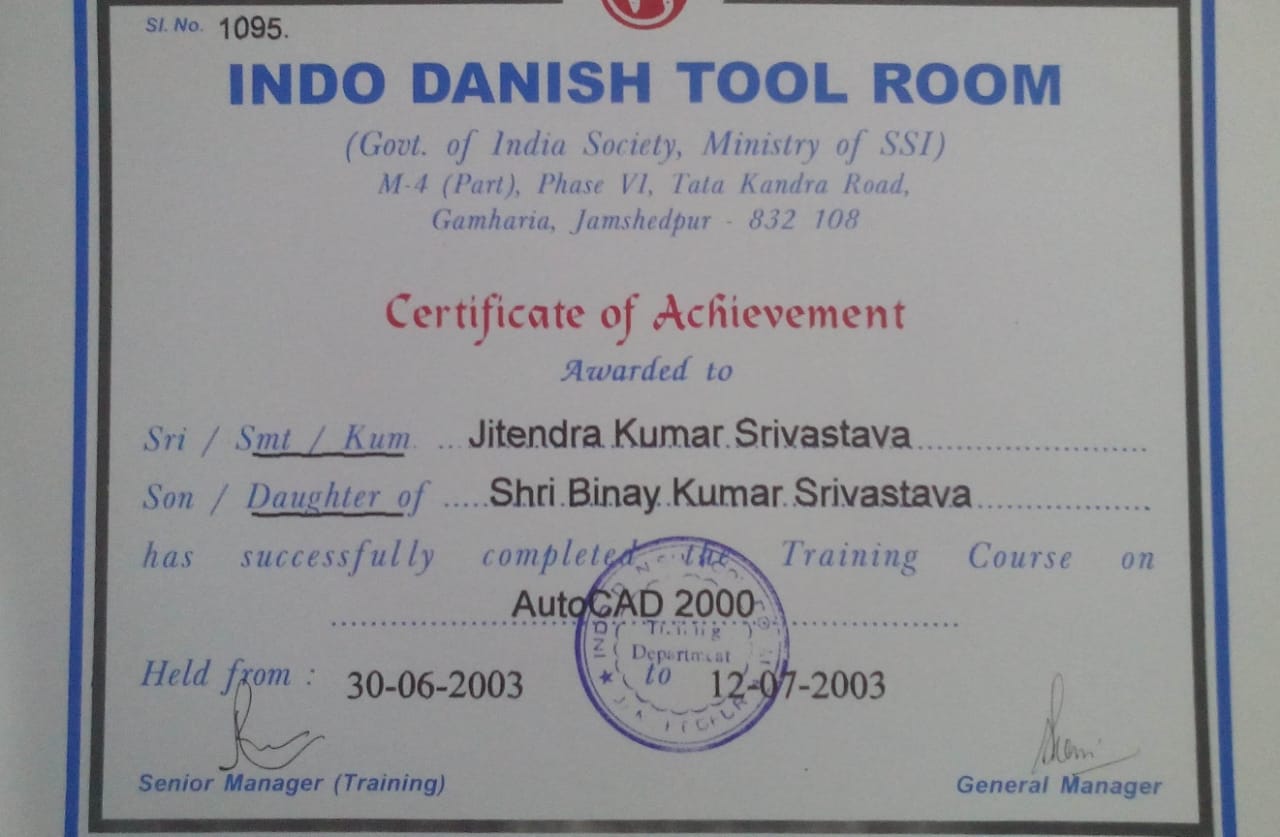 Sl. No. 1095.
INDO DANISH TOOL ROOM
(Govt. of India Society, Ministry of SSI)
M-4 (Part), Phase VI, Tata Kandra Road,
Gamharia, Jamshedpur - 832 108
Certificate of Achievement
Awarded to
Sri / Smt / Kum. ...Jitendra Kumar Srivastava
Son / Daughter of .....Shri Binay Kumar Srivastava
has successfully completed the Training Course on
AutoCAD 2000
Department
Held from : 30-06-2003 to 12-07-2003
Senior Manager (Training)
General Manager